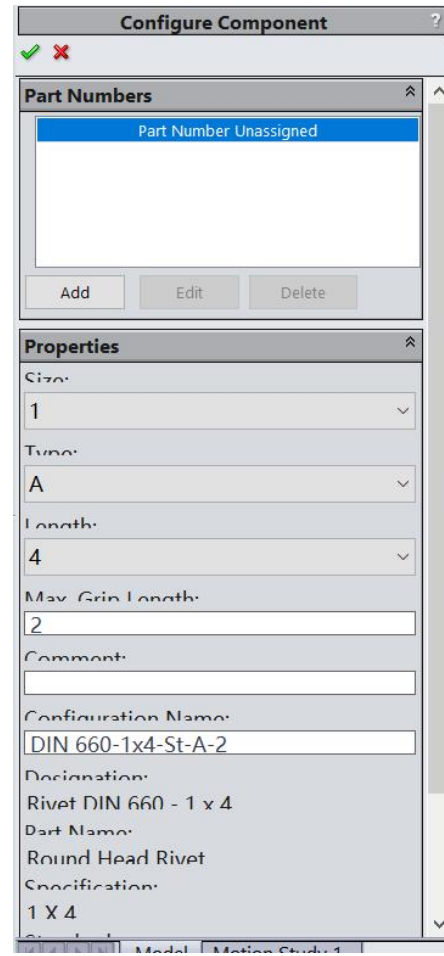 Configure Component ?
Part Numbers
Part Number Unassigned
Add Edit Delete
Properties
Size:
1
Type:
A
Length:
4
Max. Grip Length:
2
Comment:
Configuration Name:
DIN 660-1x4-St-A-2
Designation:
Rivet DIN 660 - 1 x 4
Part Name:
Round Head Rivet
Specification:
1 X 4
Model Motion Study 1